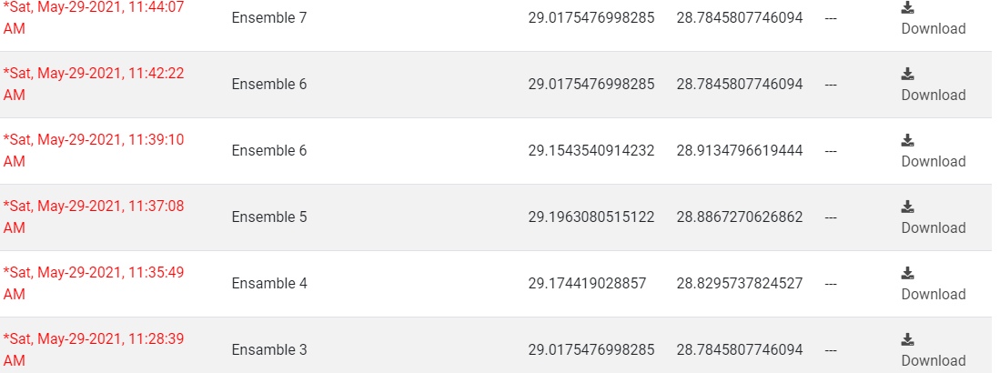 *Sat, May-29-2021, 11:44:07 AM Ensemble 7 29.0175476998285 28.7845807746094 --- Download
*Sat, May-29-2021, 11:42:22 AM Ensemble 6 29.0175476998285 28.7845807746094 --- Download
*Sat, May-29-2021, 11:39:10 AM Ensemble 6 29.1543540914232 28.9134796619444 --- Download
*Sat, May-29-2021, 11:37:08 AM Ensemble 5 29.1963080515122 28.8867270626862 --- Download
*Sat, May-29-2021, 11:35:49 AM Ensamble 4 29.174419028857 28.8295737824527 --- Download
*Sat, May-29-2021, 11:28:39 AM Ensamble 3 29.0175476998285 28.7845807746094 --- Download